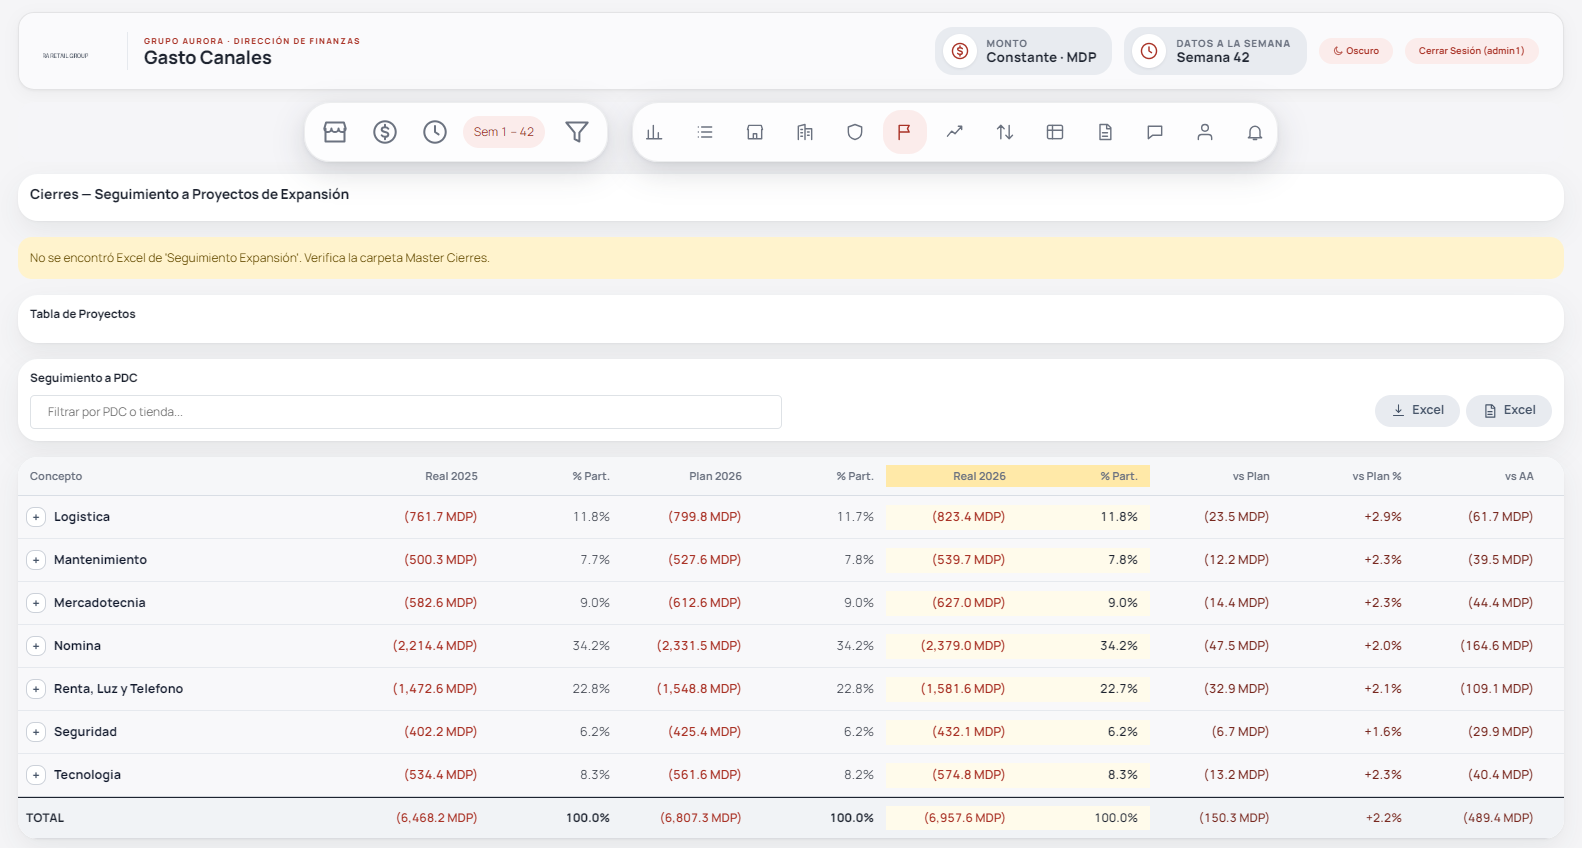 RETAIL GROUP
GRUPO AURORA · DIRECCIÓN DE FINANZAS
Gasto Canales
MONTO
Constante · MDP
DATOS A LA SEMANA
Semana 42
Oscuro
Cerrar Sesión (admin1)
Sem 1 – 42
Cierres — Seguimiento a Proyectos de Expansión
No se encontró Excel de 'Seguimiento Expansión'. Verifica la carpeta Master Cierres.
Tabla de Proyectos
Seguimiento a PDC
Filtrar por PDC o tienda...
Excel
Excel
Concepto Real 2025 % Part. Plan 2026 % Part. Real 2026 % Part. vs Plan vs Plan % vs AA
+ Logistica (761.7 MDP) 11.8% (799.8 MDP) 11.7% (823.4 MDP) 11.8% (23.5 MDP) +2.9% (61.7 MDP)
+ Mantenimiento (500.3 MDP) 7.7% (527.6 MDP) 7.8% (539.7 MDP) 7.8% (12.2 MDP) +2.3% (39.5 MDP)
+ Mercadotecnia (582.6 MDP) 9.0% (612.6 MDP) 9.0% (627.0 MDP) 9.0% (14.4 MDP) +2.3% (44.4 MDP)
+ Nomina (2,214.4 MDP) 34.2% (2,331.5 MDP) 34.2% (2,379.0 MDP) 34.2% (47.5 MDP) +2.0% (164.6 MDP)
+ Renta, Luz y Telefono (1,472.6 MDP) 22.8% (1,548.8 MDP) 22.8% (1,581.6 MDP) 22.7% (32.9 MDP) +2.1% (109.1 MDP)
+ Seguridad (402.2 MDP) 6.2% (425.4 MDP) 6.2% (432.1 MDP) 6.2% (6.7 MDP) +1.6% (29.9 MDP)
+ Tecnologia (534.4 MDP) 8.3% (561.6 MDP) 8.2% (574.8 MDP) 8.3% (13.2 MDP) +2.3% (40.4 MDP)
TOTAL (6,468.2 MDP) 100.0% (6,807.3 MDP) 100.0% (6,957.6 MDP) 100.0% (150.3 MDP) +2.2% (489.4 MDP)